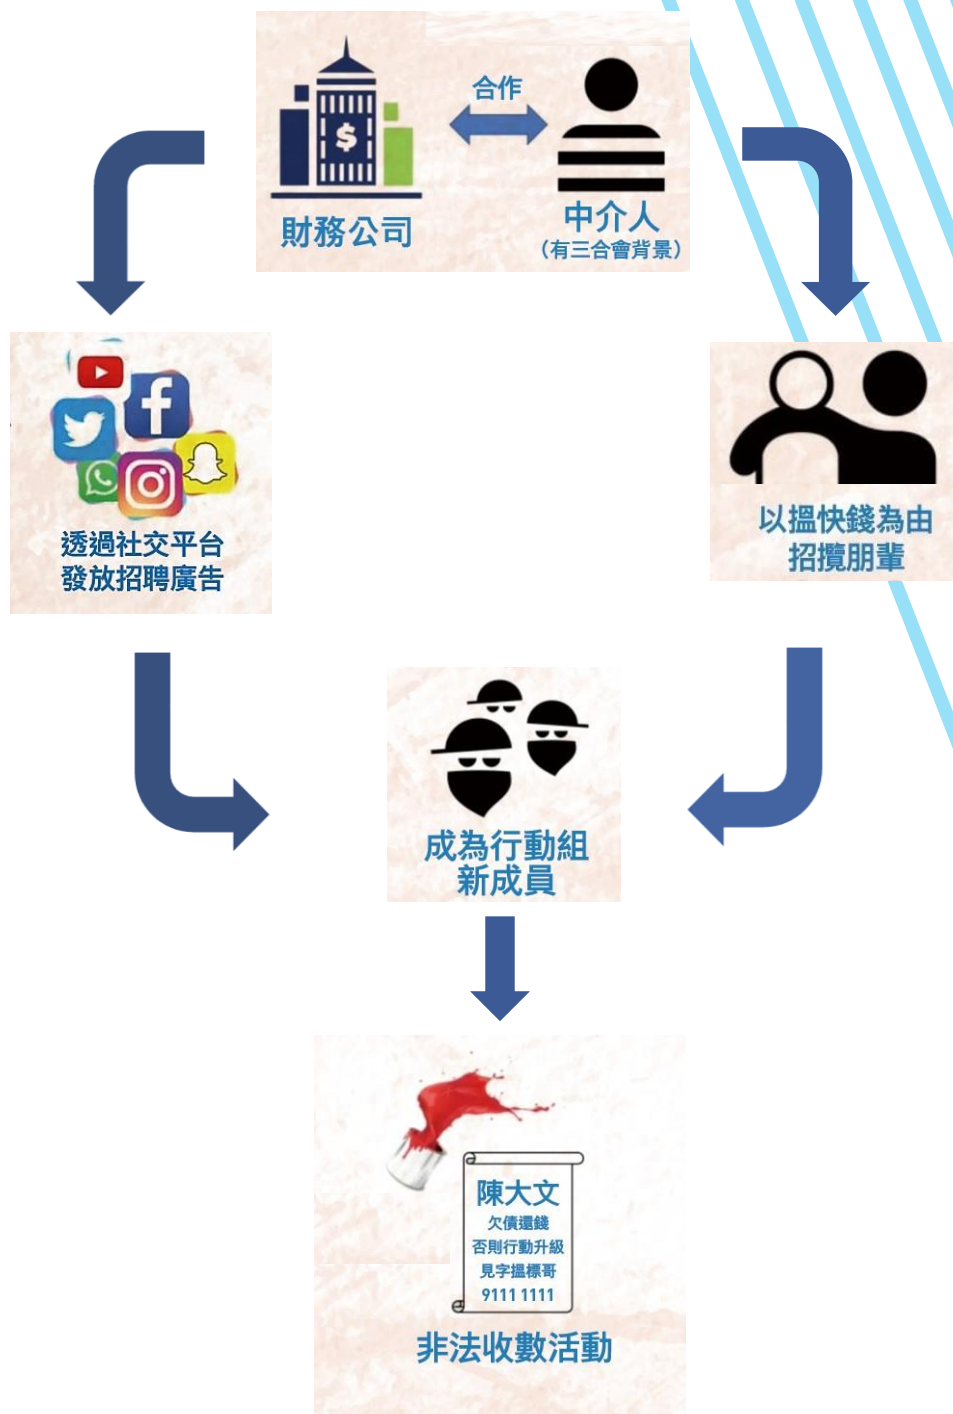 合作
財務公司
中介人
（有三合會背景）
透過社交平台
發放招聘廣告
以搵快錢為由
招攬朋輩
成為行動組
新成員
陳大文
欠債還錢
否則行動升級
見字搵標哥
9111 1111
非法收數活動